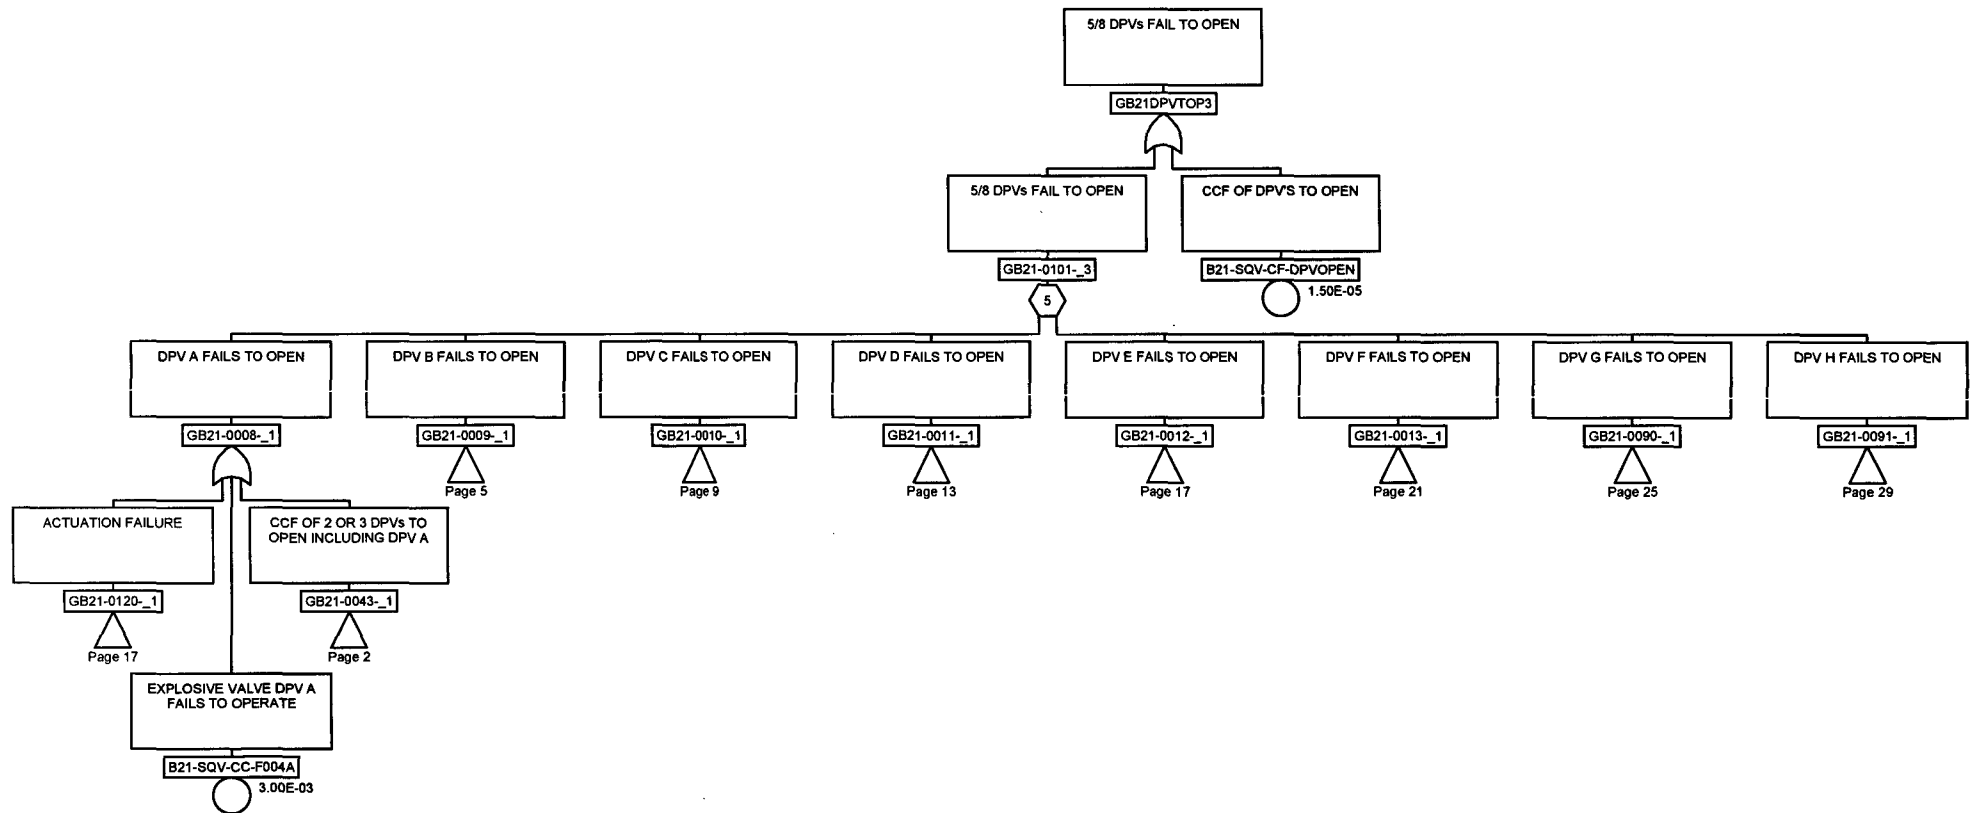 5/8 DPVs FAIL TO OPEN
GB21DPVTOP3
5/8 DPVs FAIL TO OPEN
CCF OF DPV'S TO OPEN
GB21-0101-_3
B21-SQV-CF-DPVOPEN
5
1.50E-05
DPV A FAILS TO OPEN
DPV B FAILS TO OPEN
DPV C FAILS TO OPEN
DPV D FAILS TO OPEN
DPV E FAILS TO OPEN
DPV F FAILS TO OPEN
DPV G FAILS TO OPEN
DPV H FAILS TO OPEN
GB21-0008-_1
GB21-0009-_1
GB21-0010-_1
GB21-0011-_1
GB21-0012-_1
GB21-0013-_1
GB21-0090-_1
GB21-0091-_1
Page 5
Page 9
Page 13
Page 17
Page 21
Page 25
Page 29
ACTUATION FAILURE
CCF OF 2 OR 3 DPVs TO
OPEN INCLUDING DPV A
GB21-0120-_1
GB21-0043-_1
Page 17
Page 2
EXPLOSIVE VALVE DPV A
FAILS TO OPERATE
B21-SQV-CC-F004A
3.00E-03